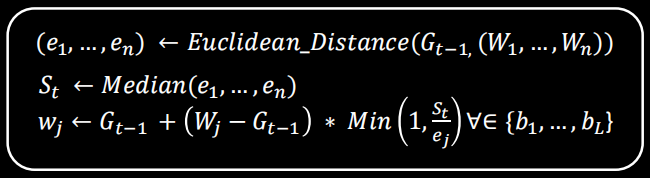 (e₁, …, eₙ) ← Euclidean_Distance(Gₜ₋₁, (W₁, …, Wₙ))
Sₜ ← Median(e₁, …, eₙ)
wⱼ ← Gₜ₋₁ + (Wⱼ − Gₜ₋₁) * Min(1, Sₜ/eⱼ) ∀∈ {b₁, …, b_L}